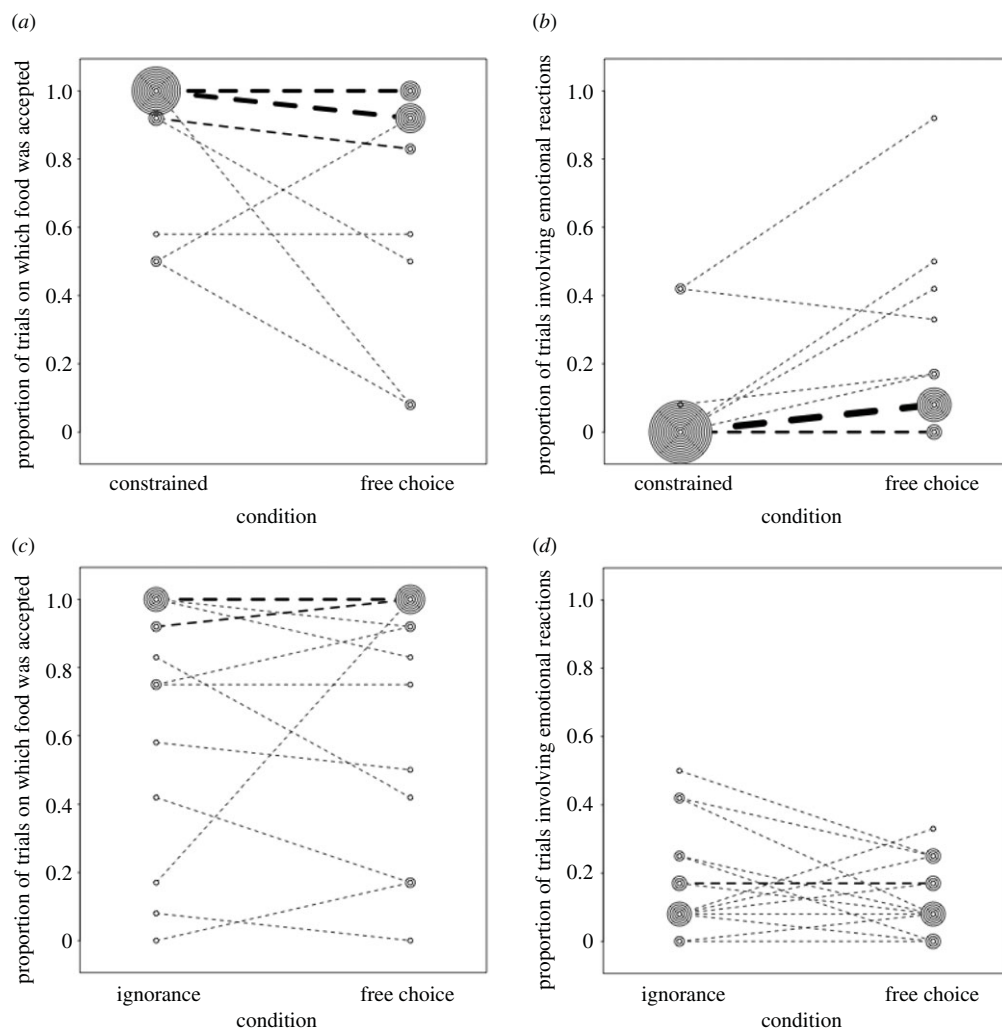 (a)
proportion of trials on which food was accepted
1.0
0.8
0.6
0.4
0.2
0
constrained free choice
condition
(b)
proportion of trials involving emotional reactions
1.0
0.8
0.6
0.4
0.2
0
constrained free choice
condition
(c)
proportion of trials on which food was accepted
1.0
0.8
0.6
0.4
0.2
0
ignorance free choice
condition
(d)
proportion of trials involving emotional reactions
1.0
0.8
0.6
0.4
0.2
0
ignorance free choice
condition